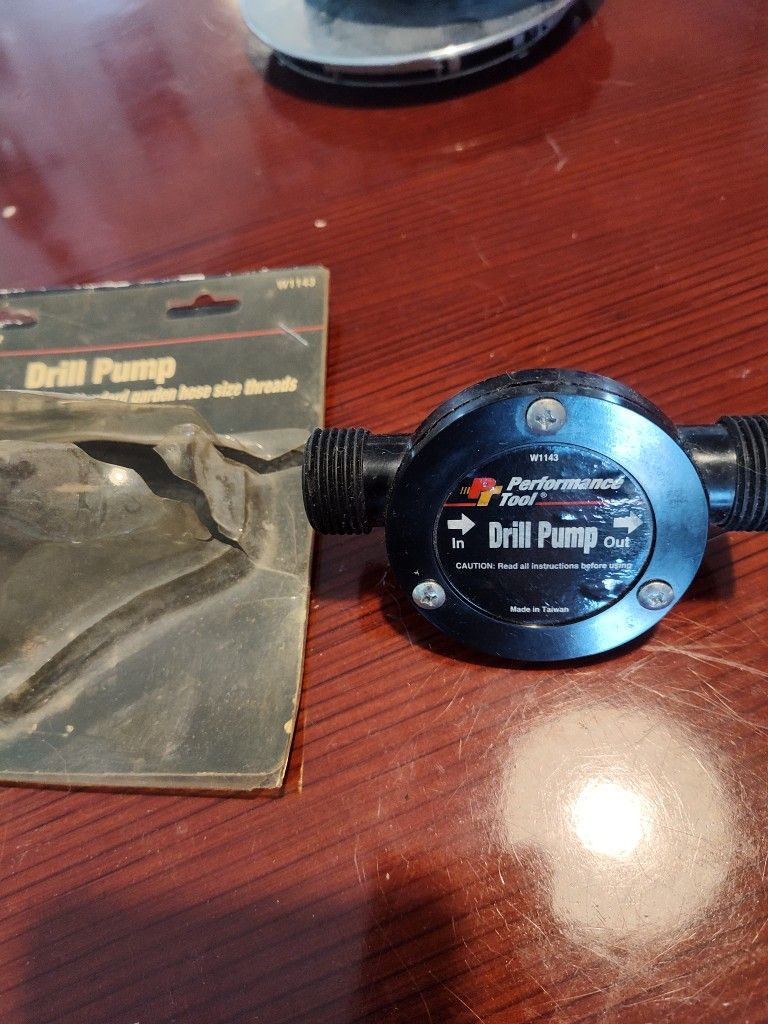 W1143
Drill Pump
garden hose size threads
W1143
PT Performance
Tool®
In Drill Pump Out
CAUTION: Read all instructions before using
Made in Taiwan